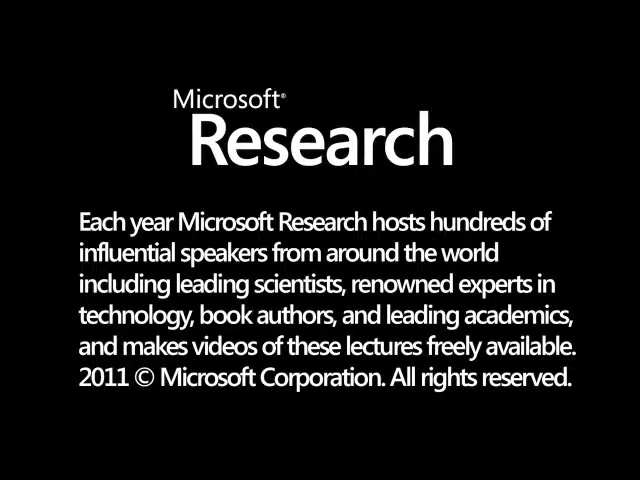 Microsoft®
Research
Each year Microsoft Research hosts hundreds of
influential speakers from around the world
including leading scientists, renowned experts in
technology, book authors, and leading academics,
and makes videos of these lectures freely available.
2011 © Microsoft Corporation. All rights reserved.